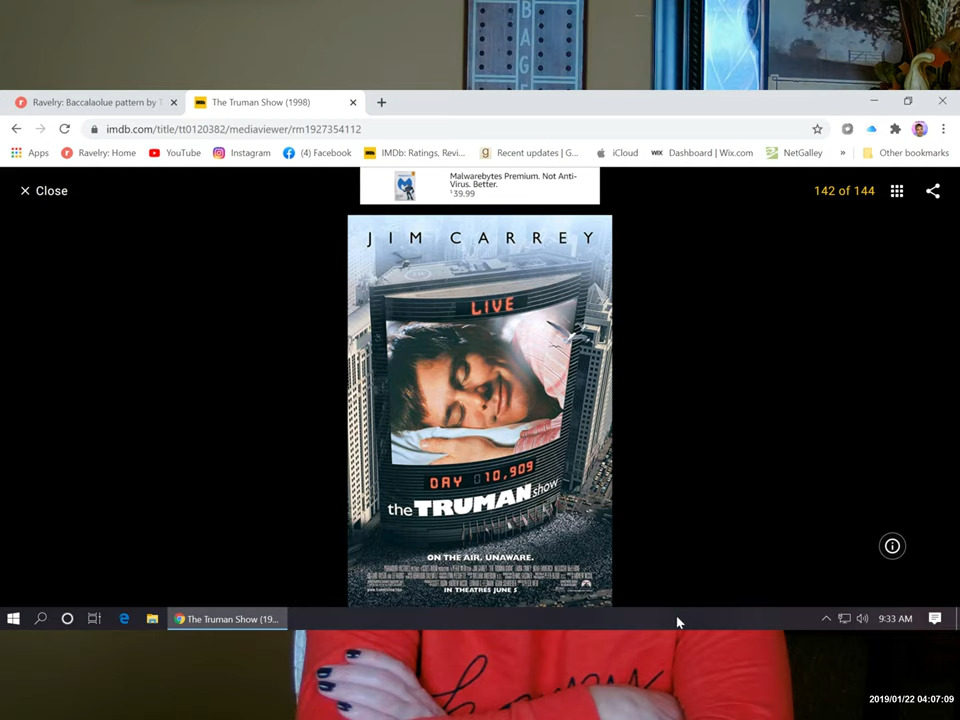 BAG
Ravelry: Baccalaolue pattern by T
The Truman Show (1998)
imdb.com/title/tt0120382/mediaviewer/rm1927354112
Apps
Ravelry: Home
YouTube
Instagram
(4) Facebook
IMDb: Ratings, Revi...
Recent updates | G...
iCloud
WIX Dashboard | Wix.com
NetGalley
»
Other bookmarks
Close
Malwarebytes Premium. Not Anti-
Virus. Better.
$39.99
142 of 144
JIM CARREY
LIVE
DAY 10,909
the TRUMAN show
ON THE AIR, UNAWARE.
IN THEATRES JUNE 5
The Truman Show (19...
9:33 AM
2019/01/22 04:07:09